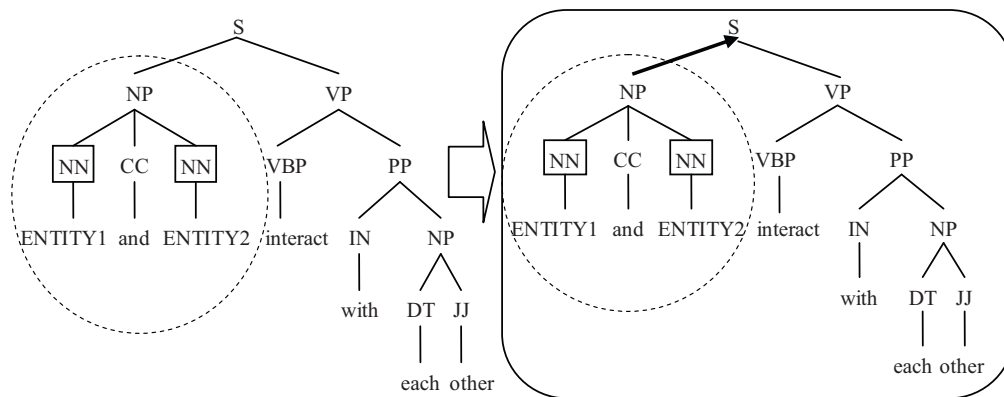 S S
NP VP NP VP
NN CC NN VBP PP NN CC NN VBP PP
ENTITY1 and ENTITY2 interact IN NP ENTITY1 and ENTITY2 interact IN NP
with DT JJ with DT JJ
each other each other